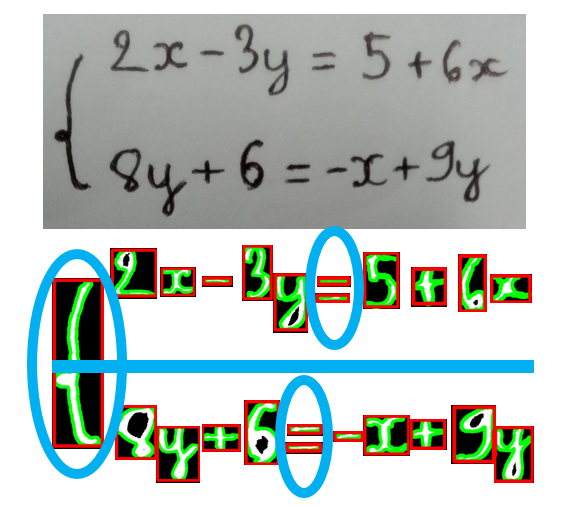 2x - 3y = 5 + 6x
8y + 6 = -x + 9y
2x - 3y = 5 + 6x
8y + 6 = -x + 9y